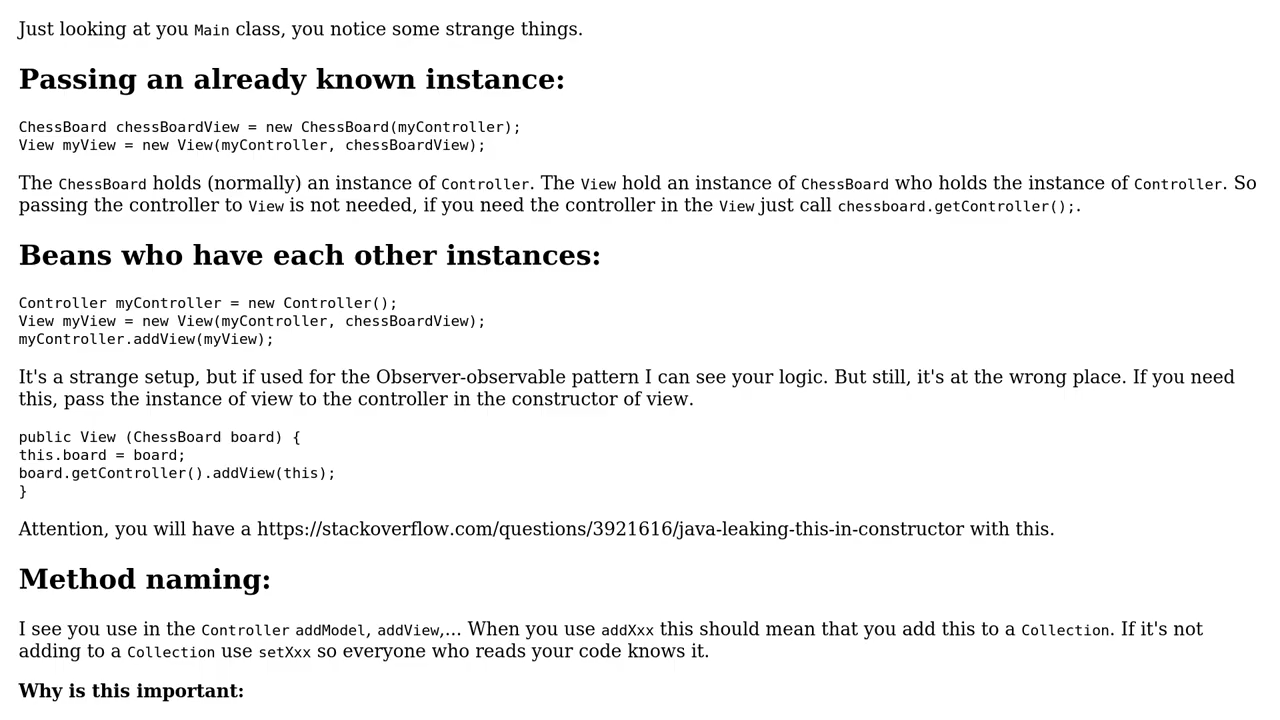 Just looking at you Main class, you notice some strange things.
Passing an already known instance:
ChessBoard chessBoardView = new ChessBoard(myController);
View myView = new View(myController, chessBoardView);
The ChessBoard holds (normally) an instance of Controller. The View hold an instance of ChessBoard who holds the instance of Controller. So
passing the controller to View is not needed, if you need the controller in the View just call chessboard.getController();.
Beans who have each other instances:
Controller myController = new Controller();
View myView = new View(myController, chessBoardView);
myController.addView(myView);
It's a strange setup, but if used for the Observer-observable pattern I can see your logic. But still, it's at the wrong place. If you need
this, pass the instance of view to the controller in the constructor of view.
public View (ChessBoard board) {
this.board = board;
board.getController().addView(this);
}
Attention, you will have a https://stackoverflow.com/questions/3921616/java-leaking-this-in-constructor with this.
Method naming:
I see you use in the Controller addModel, addView,... When you use addXxx this should mean that you add this to a Collection. If it's not
adding to a Collection use setXxx so everyone who reads your code knows it.
Why is this important: